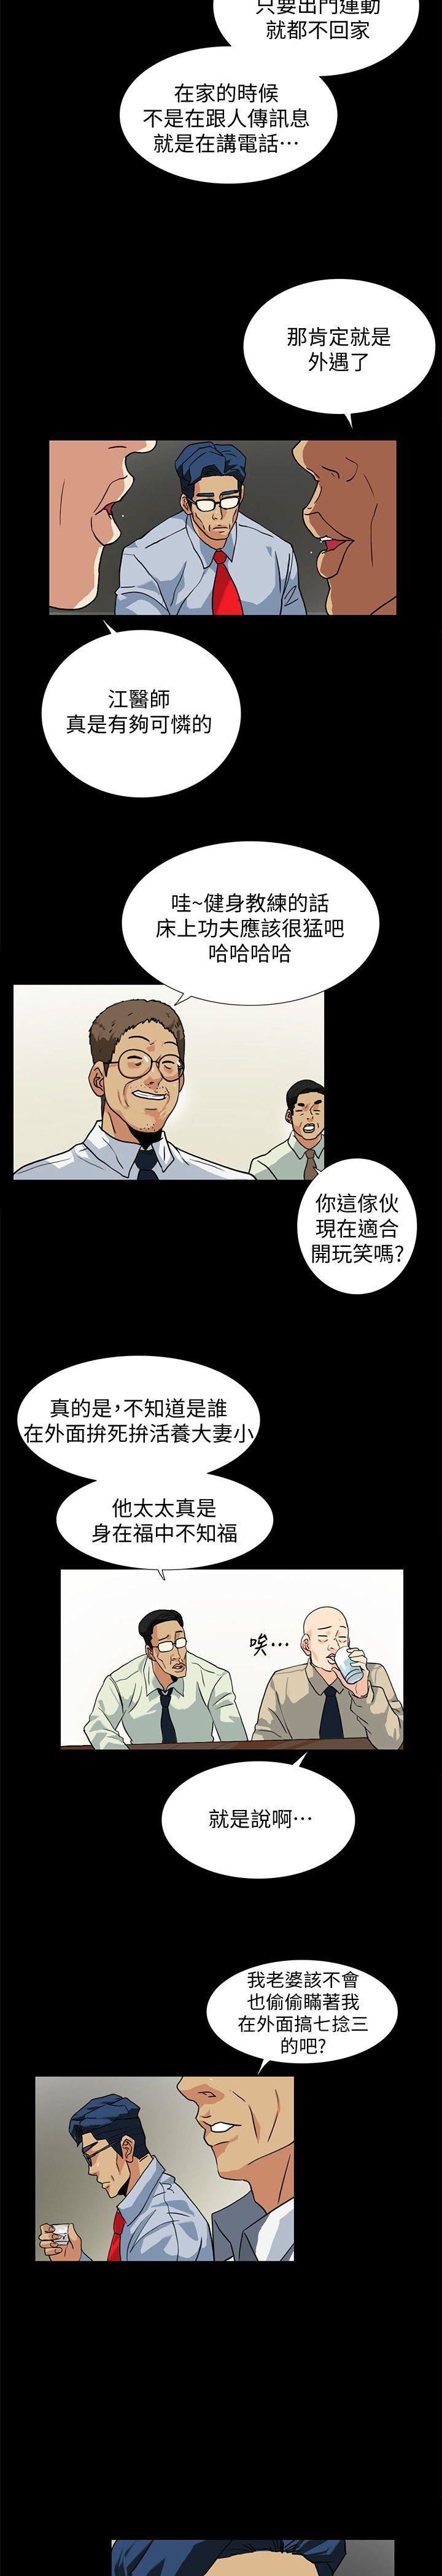 只要出門運動
就都不回家
在家的時候
不是在跟人傳訊息
就是在講電話⋯
那肯定就是
外遇了
江醫師
真是有夠可憐的
哇~健身教練的話
床上功夫應該很猛吧
哈哈哈哈
你這傢伙
現在適合
開玩笑嗎?
真的是,不知道是誰
在外面拚死拚活養大妻小
他太太真是
身在福中不知福
唉⋯
就是說啊⋯
我老婆該不會
也偷偷瞞著我
在外面搞七捻三
的吧?